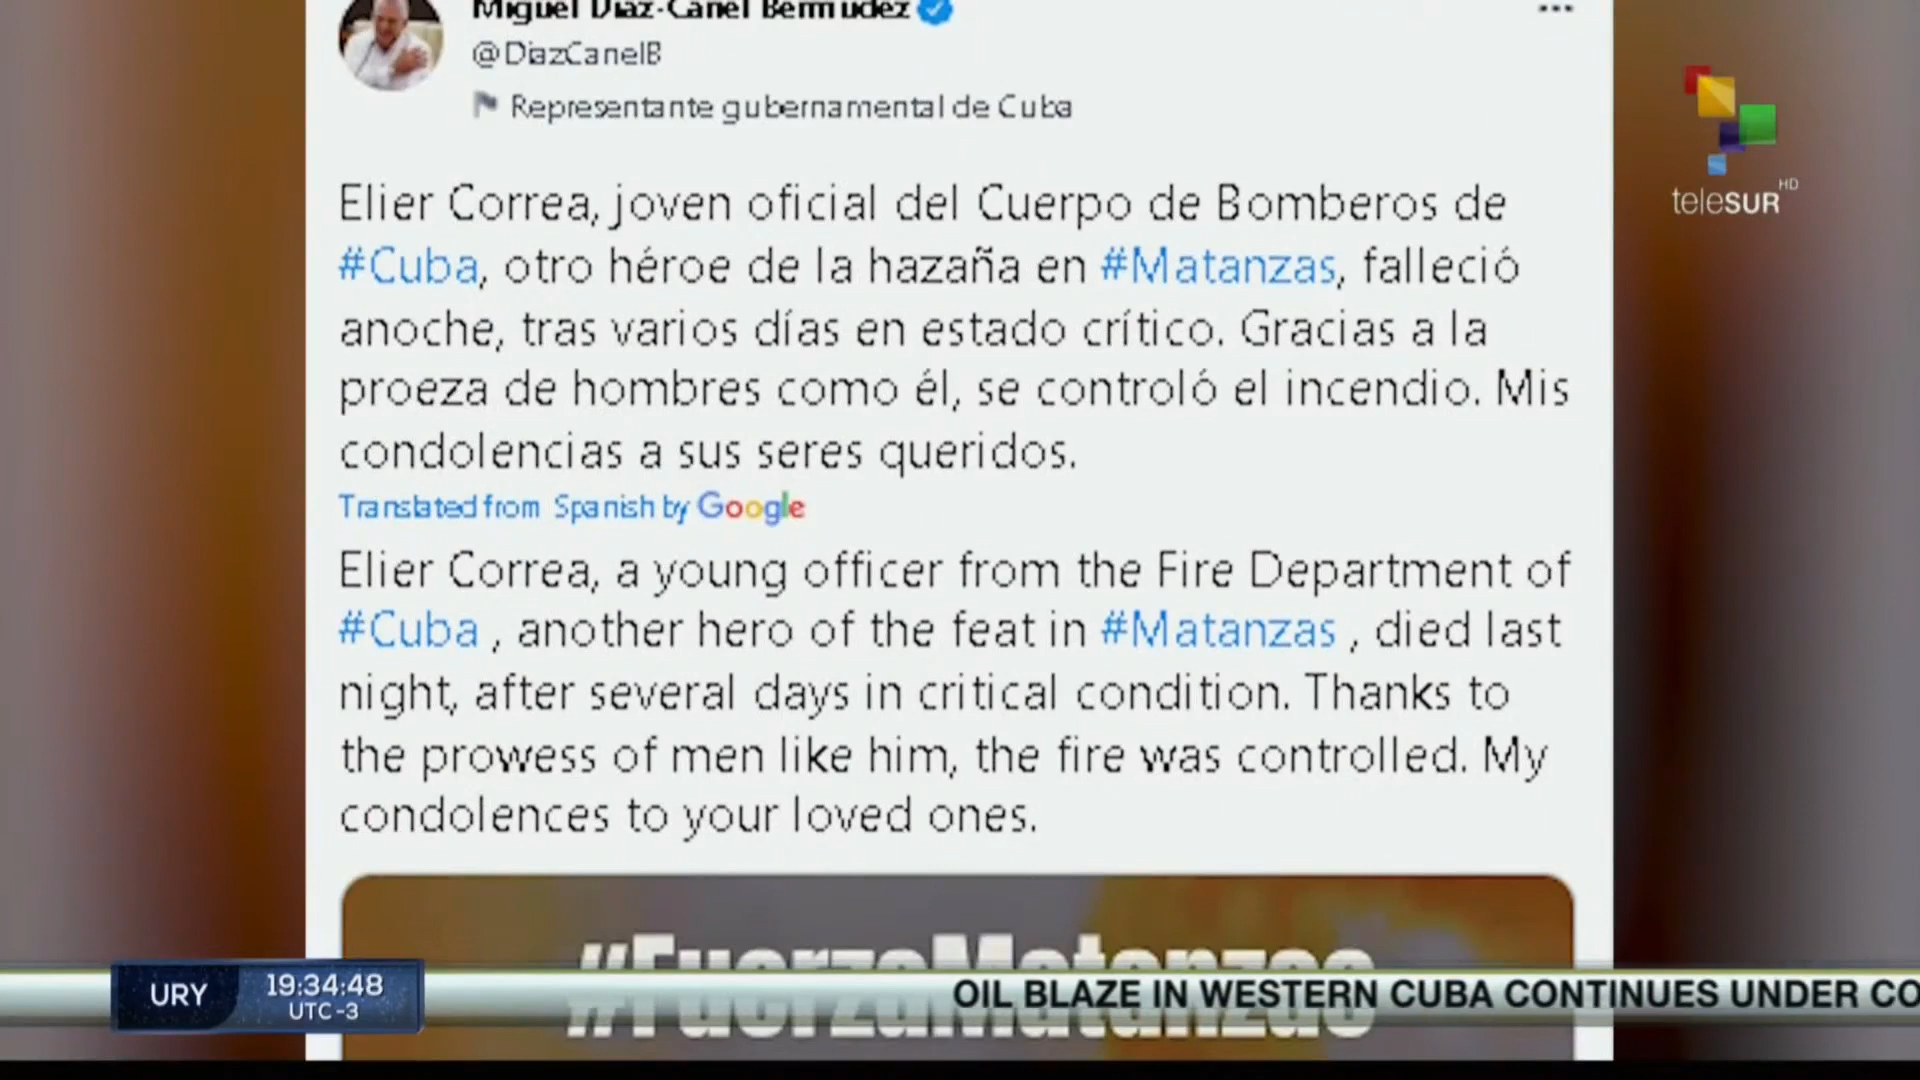 Miguel Díaz-Canel Bermúdez
@DiazCanelB
Representante gubernamental de Cuba
teleSUR HD
Elier Correa, joven oficial del Cuerpo de Bomberos de
#Cuba, otro héroe de la hazaña en #Matanzas, falleció
anoche, tras varios días en estado crítico. Gracias a la
proeza de hombres como él, se controló el incendio. Mis
condolencias a sus seres queridos.
Translated from Spanish by Google
Elier Correa, a young officer from the Fire Department of
#Cuba , another hero of the feat in #Matanzas , died last
night, after several days in critical condition. Thanks to
the prowess of men like him, the fire was controlled. My
condolences to your loved ones.
#FuerzaMatanzas
URY 19:34:48
UTC-3
OIL BLAZE IN WESTERN CUBA CONTINUES UNDER CO